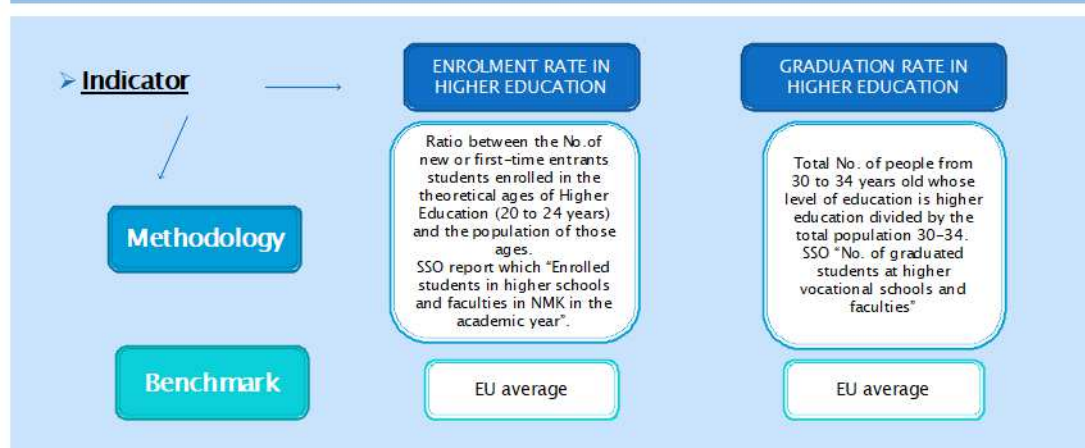 ➢ Indicator
ENROLMENT RATE IN
HIGHER EDUCATION
GRADUATION RATE IN
HIGHER EDUCATION
Methodology
Ratio between the No.of
new or first-time entrants
students enrolled in the
theoretical ages of Higher
Education (20 to 24 years)
and the population of those
ages.
SSO report which “Enrolled
students in higher schools
and faculties in NMK in the
academic year”.
Total No. of people from
30 to 34 years old whose
level of education is higher
education divided by the
total population 30-34.
SSO “No. of graduated
students at higher
vocational schools and
faculties”
Benchmark
EU average
EU average